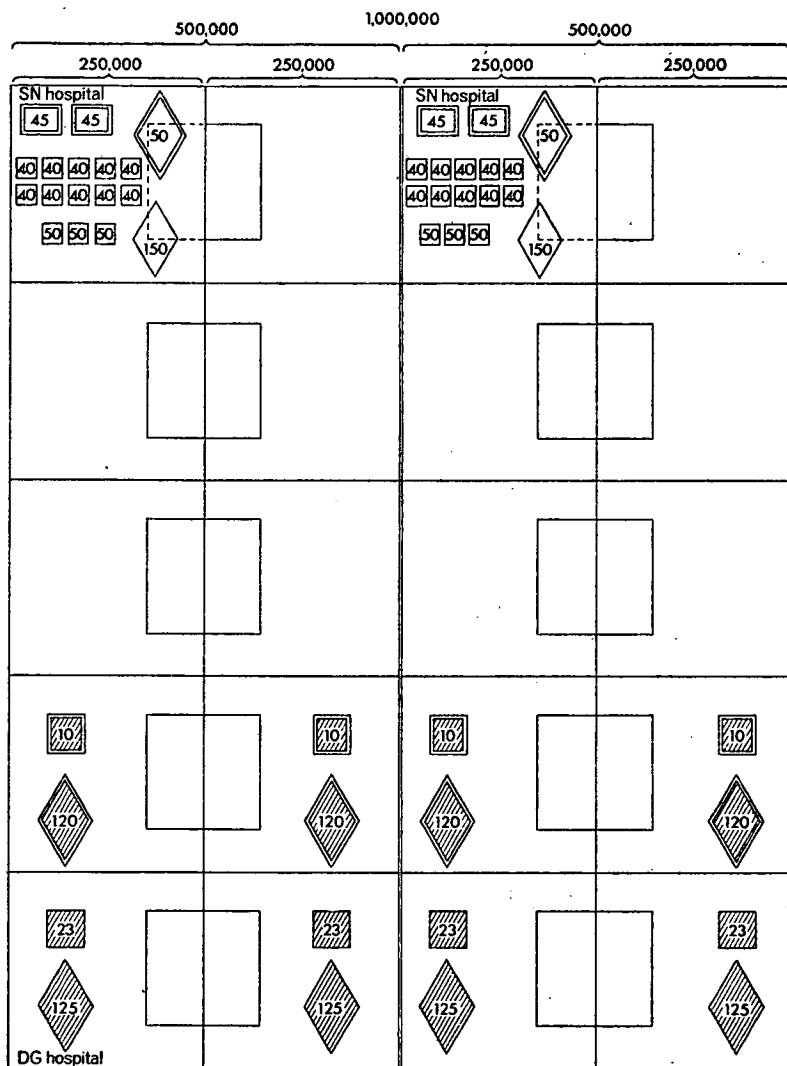 1,000,000
500,000 500,000
250,000 250,000 250,000 250,000
SN hospital SN hospital
45 45 50 45 45 50
40 40 40 40 40 40 40 40 40 40
40 40 40 40 40 40 40 40 40 40
50 50 50 150 50 50 50 150
10 10 10 10
120 120 120 120
23 23 23 23
125 125 125 125
DG hospital